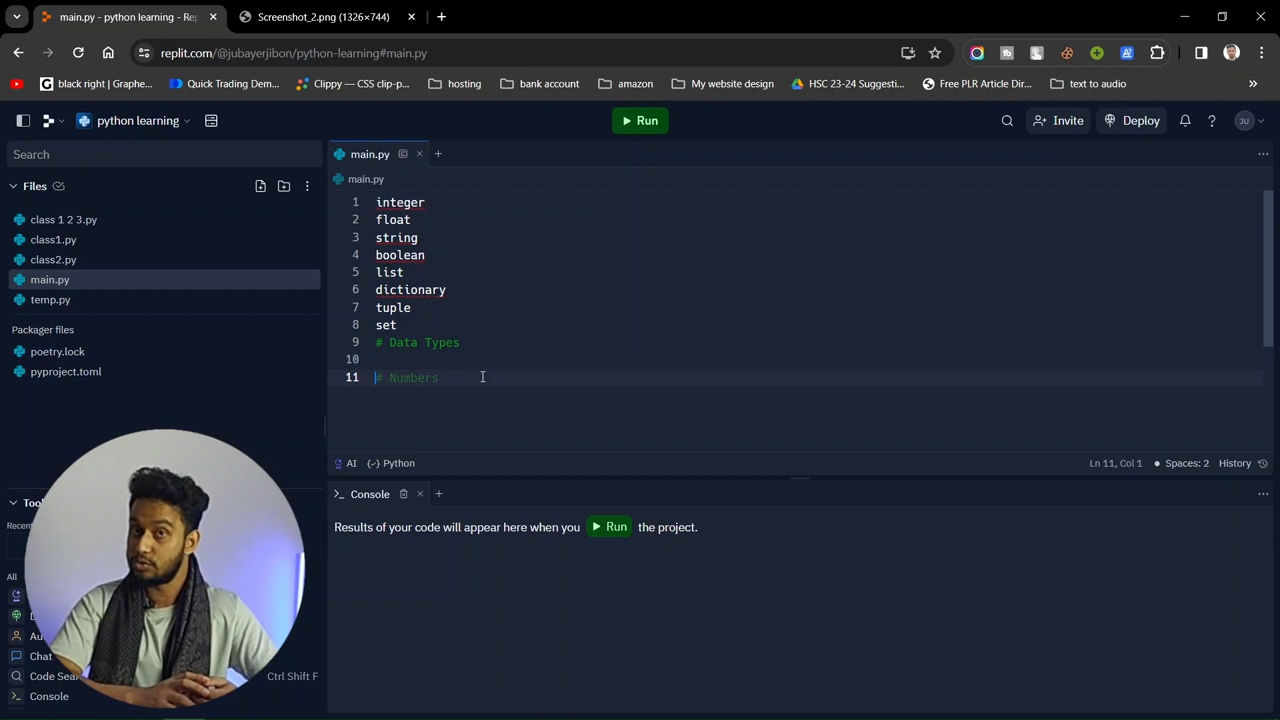 main.py - python learning - Rep
Screenshot_2.png (1326×744)
replit.com/@jubayerjibon/python-learning#main.py
black right | Graphe...
Quick Trading Dem...
Clippy — CSS clip-p...
hosting
bank account
amazon
My website design
HSC 23-24 Suggesti...
Free PLR Article Dir...
text to audio
python learning
Run
Invite
Deploy
JU
Search
Files
class 1 2 3.py
class1.py
class2.py
main.py
temp.py
Packager files
poetry.lock
pyproject.toml
main.py
main.py
1 integer
2 float
3 string
4 boolean
5 list
6 dictionary
7 tuple
8 set
9 # Data Types
10
11 # Numbers
AI Python
Ln 11, Col 1 Spaces: 2 History
Console
Results of your code will appear here when you Run the project.
All
Chat
Code Sea
Ctrl Shift F
Console